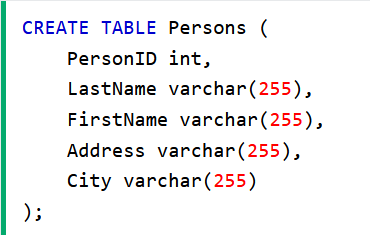 CREATE TABLE Persons (
    PersonID int,
    LastName varchar(255),
    FirstName varchar(255),
    Address varchar(255),
    City varchar(255)
);